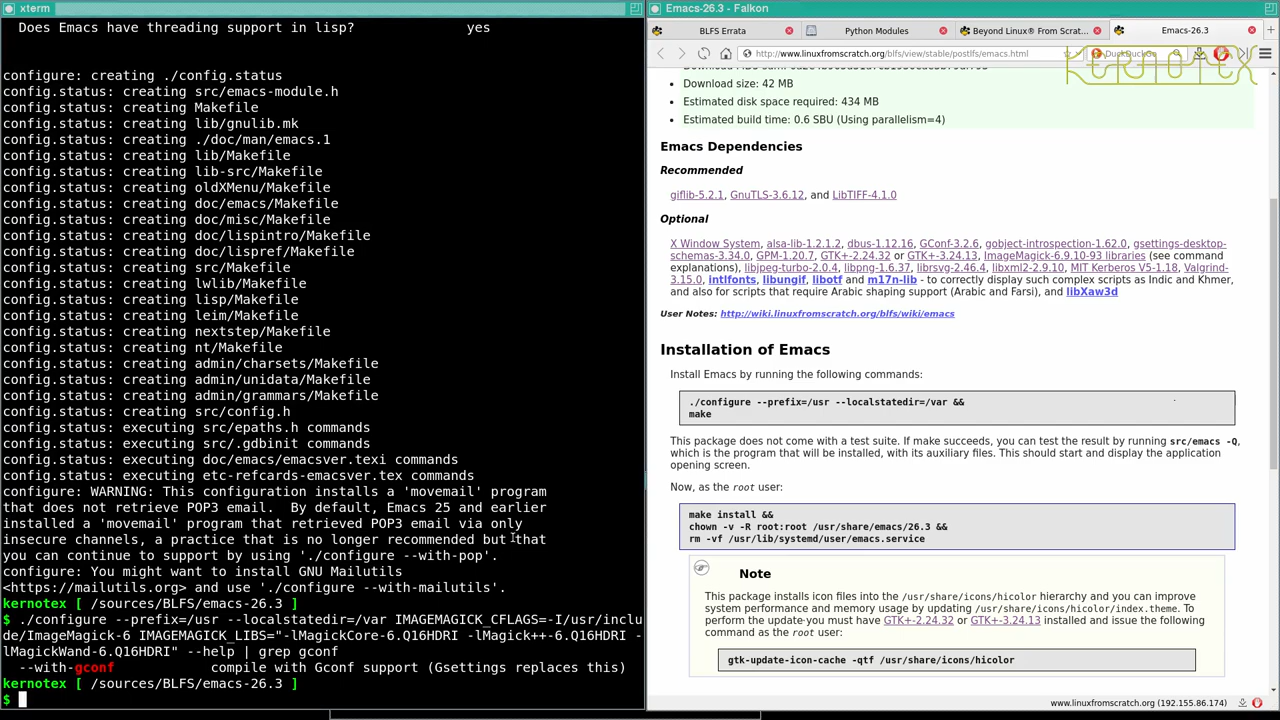 xterm
Does Emacs have threading support in lisp? yes
configure: creating ./config.status
config.status: creating src/emacs-module.h
config.status: creating Makefile
config.status: creating lib/gnulib.mk
config.status: creating ./doc/man/emacs.1
config.status: creating lib/Makefile
config.status: creating lib-src/Makefile
config.status: creating oldXMenu/Makefile
config.status: creating doc/emacs/Makefile
config.status: creating doc/misc/Makefile
config.status: creating doc/lispintro/Makefile
config.status: creating doc/lispref/Makefile
config.status: creating src/Makefile
config.status: creating lwlib/Makefile
config.status: creating lisp/Makefile
config.status: creating leim/Makefile
config.status: creating nextstep/Makefile
config.status: creating nt/Makefile
config.status: creating admin/charsets/Makefile
config.status: creating admin/unidata/Makefile
config.status: creating admin/grammars/Makefile
config.status: creating src/config.h
config.status: executing src/epaths.h commands
config.status: executing src/.gdbinit commands
config.status: executing doc/emacs/emacsver.texi commands
config.status: executing etc-refcards-emacsver.tex commands
configure: WARNING: This configuration installs a 'movemail' program
that does not retrieve POP3 email.  By default, Emacs 25 and earlier
installed a 'movemail' program that retrieved POP3 email via only
insecure channels, a practice that is no longer recommended but that
you can continue to support by using './configure --with-pop'.
configure: You might want to install GNU Mailutils
<https://mailutils.org> and use './configure --with-mailutils'.
kernotex [ /sources/BLFS/emacs-26.3 ]
$ ./configure --prefix=/usr --localstatedir=/var IMAGEMAGICK_CFLAGS=-I/usr/inclu
de/ImageMagick-6 IMAGEMAGICK_LIBS="-lMagickCore-6.Q16HDRI -lMagick++-6.Q16HDRI -
lMagickWand-6.Q16HDRI" --help | grep gconf
--with-gconf compile with Gconf support (Gsettings replaces this)
kernotex [ /sources/BLFS/emacs-26.3 ]
$
Emacs-26.3 - Falkon
BLFS Errata
Python Modules
Beyond Linux® From Scrat...
Emacs-26.3
http://www.linuxfromscratch.org/blfs/view/stable/postlfs/emacs.html
DuckDuckGo
KERNOTEX
Download size: 42 MB
Estimated disk space required: 434 MB
Estimated build time: 0.6 SBU (Using parallelism=4)
Emacs Dependencies
Recommended
giflib-5.2.1, GnuTLS-3.6.12, and LibTIFF-4.1.0
Optional
X Window System, alsa-lib-1.2.1.2, dbus-1.12.16, GConf-3.2.6, gobject-introspection-1.62.0, gsettings-desktop-
schemas-3.34.0, GPM-1.20.7, GTK+-2.24.32 or GTK+-3.24.13, ImageMagick-6.9.10-93 libraries (see command
explanations), libjpeg-turbo-2.0.4, libpng-1.6.37, librsvg-2.46.4, libxml2-2.9.10, MIT Kerberos V5-1.18, Valgrind-
3.15.0, intlfonts, libungif, libotf and m17n-lib - to correctly display such complex scripts as Indic and Khmer,
and also for scripts that require Arabic shaping support (Arabic and Farsi), and libXaw3d
User Notes: http://wiki.linuxfromscratch.org/blfs/wiki/emacs
Installation of Emacs
Install Emacs by running the following commands:
./configure --prefix=/usr --localstatedir=/var &&
make
This package does not come with a test suite. If make succeeds, you can test the result by running src/emacs -Q,
which is the program that will be installed, with its auxiliary files. This should start and display the application
opening screen.
Now, as the root user:
make install &&
chown -v -R root:root /usr/share/emacs/26.3 &&
rm -vf /usr/lib/systemd/user/emacs.service
Note
This package installs icon files into the /usr/share/icons/hicolor hierarchy and you can improve
system performance and memory usage by updating /usr/share/icons/hicolor/index.theme. To
perform the update you must have GTK+-2.24.32 or GTK+-3.24.13 installed and issue the following
command as the root user:
gtk-update-icon-cache -qtf /usr/share/icons/hicolor
www.linuxfromscratch.org (192.155.86.174)